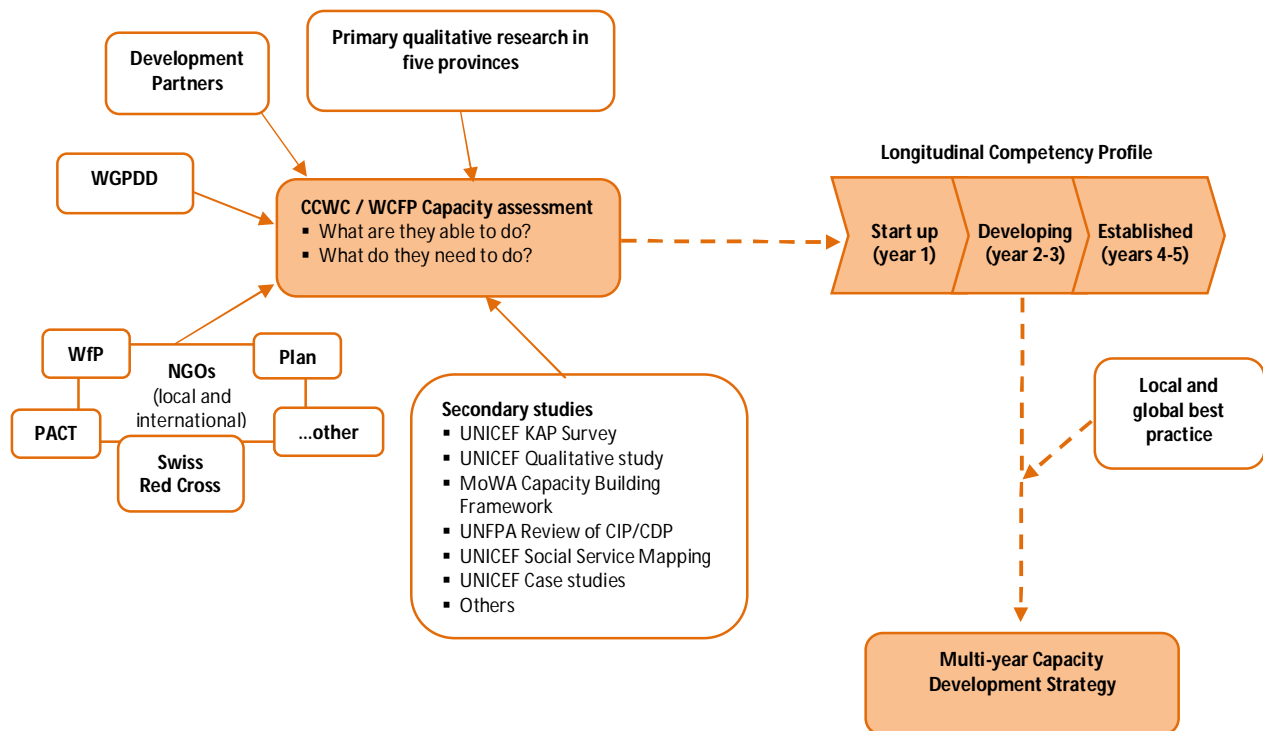 Primary qualitative research in
five provinces
Development
Partners
WGPDD
CCWC / WCFP Capacity assessment
▪ What are they able to do?
▪ What do they need to do?
Longitudinal Competency Profile
Start up
(year 1)
Developing
(year 2-3)
Established
(years 4-5)
WfP
Plan
NGOs
(local and
international)
PACT
...other
Swiss
Red Cross
Secondary studies
▪ UNICEF KAP Survey
▪ UNICEF Qualitative study
▪ MoWA Capacity Building
Framework
▪ UNFPA Review of CIP/CDP
▪ UNICEF Social Service Mapping
▪ UNICEF Case studies
▪ Others
Local and
global best
practice
Multi-year Capacity
Development Strategy